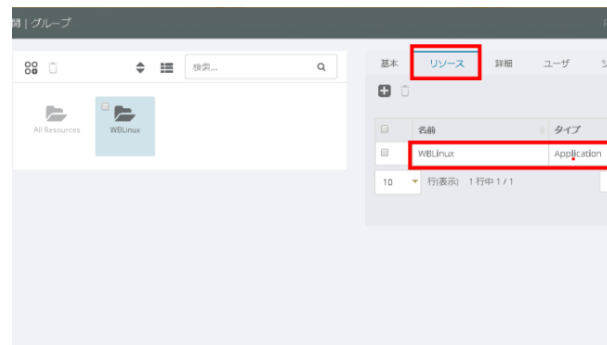 開 | グループ
検索...
All Resources
WBLinux
基本 リソース 詳細 ユーザ
名前 タイプ
WBLinux Application
10 行(表示) 1 行中 1 / 1